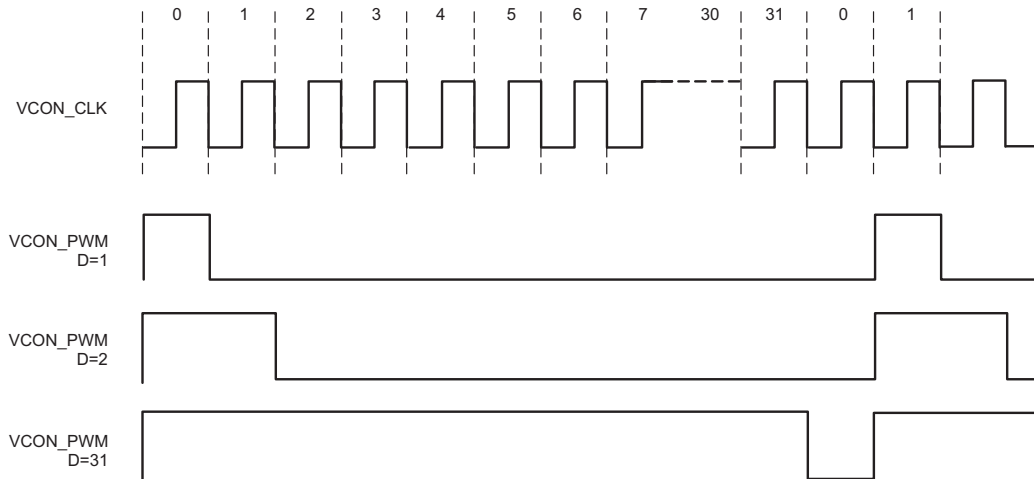 0 1 2 3 4 5 6 7 30 31 0 1
VCON_CLK
VCON_PWM
D=1
VCON_PWM
D=2
VCON_PWM
D=31